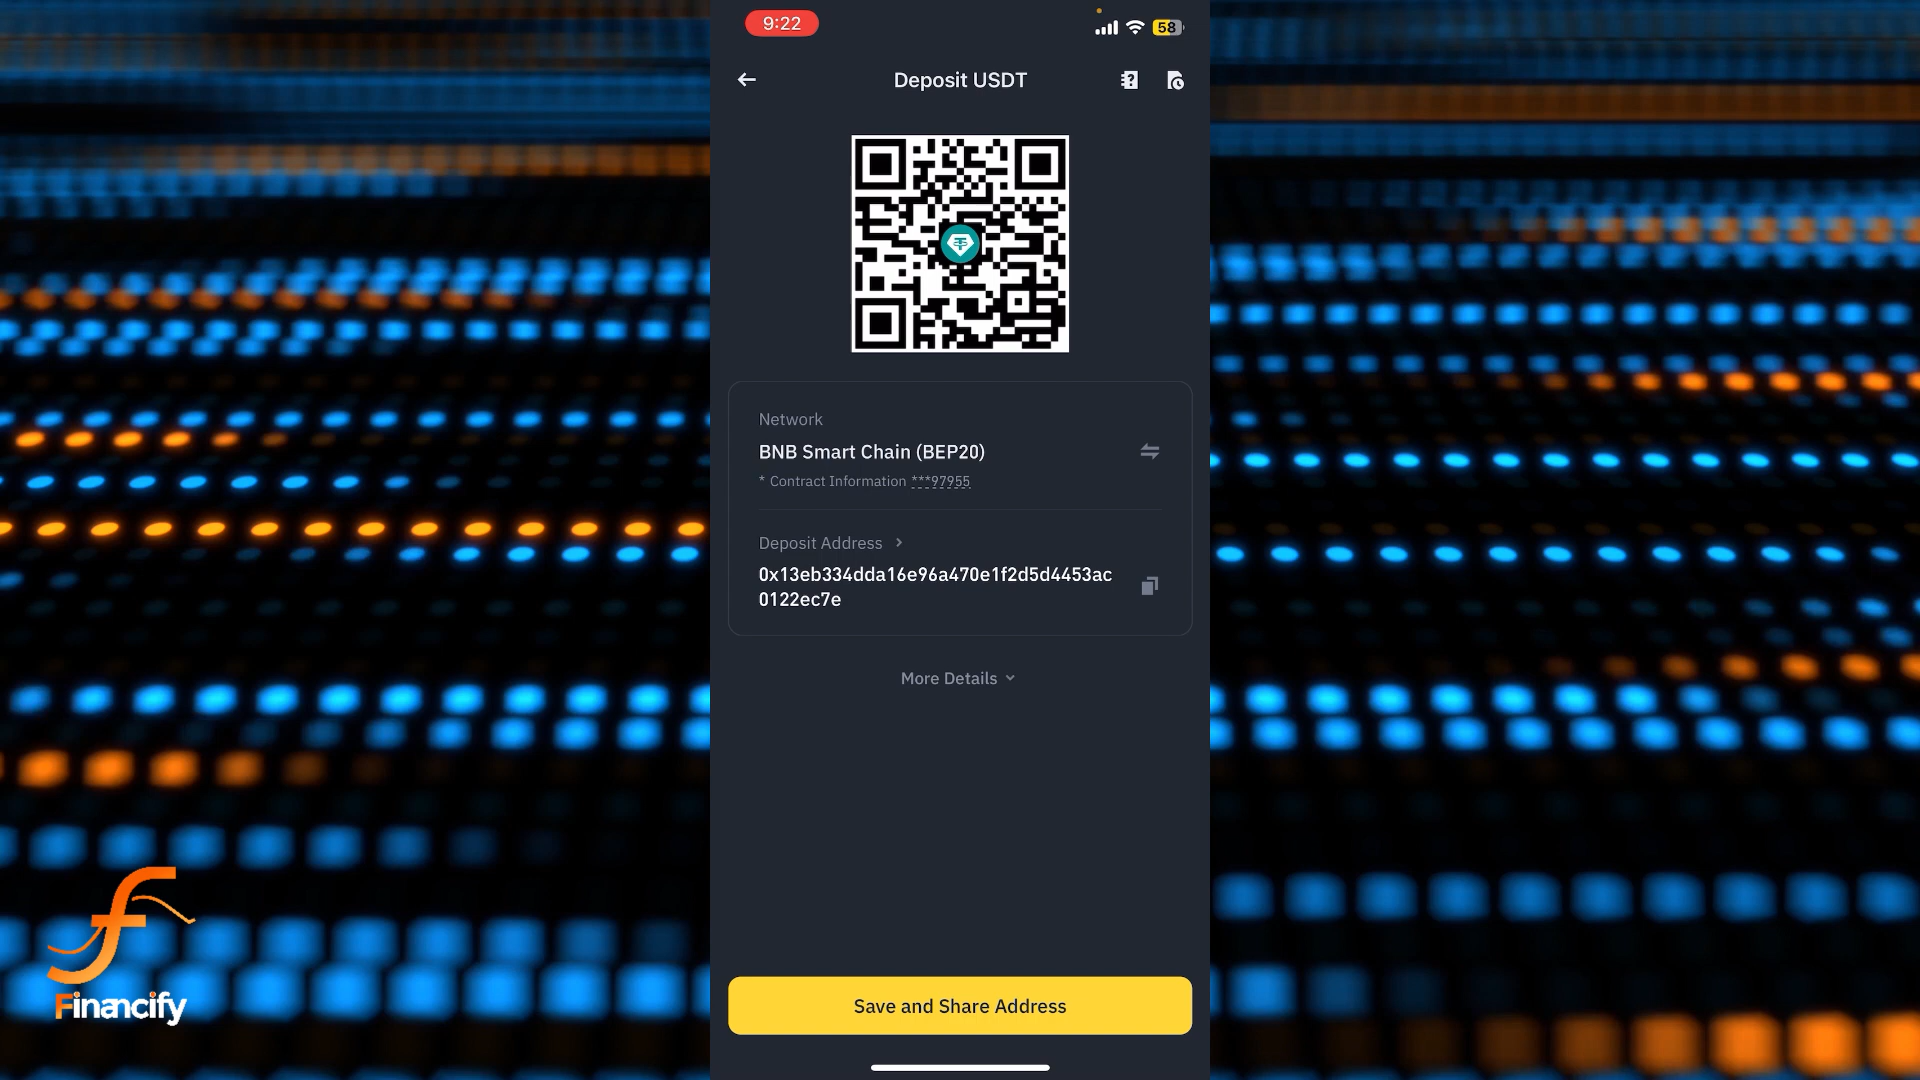 9:22
58
Deposit USDT
Network
BNB Smart Chain (BEP20)
* Contract Information ***97955
Deposit Address >
0x13eb334dda16e96a470e1f2d5d4453ac
0122ec7e
More Details
Save and Share Address
Financify